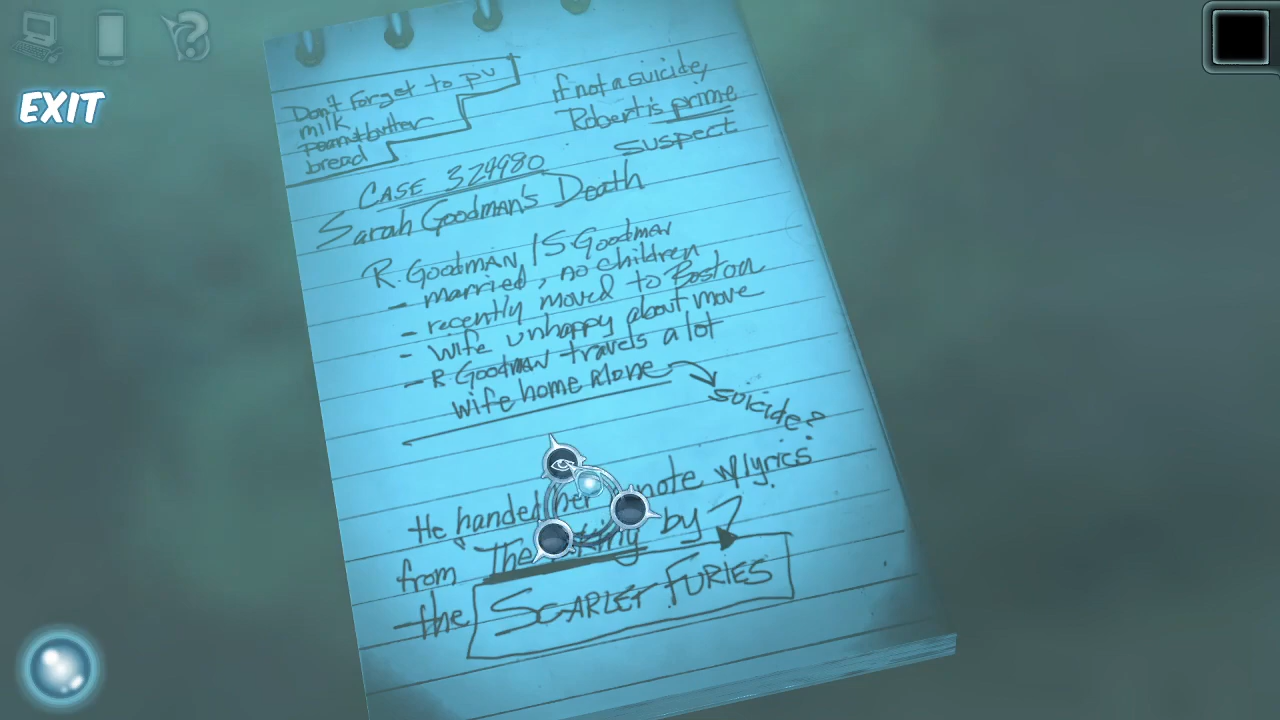 EXIT
Don't forget to pu
milk
peanutbutter
bread
if not a suicide,
Robert is prime
suspect
CASE 324980
Sarah Goodman's Death
R. Goodman / S Goodman
- married, no children
- recently moved to Boston
- wife unhappy about move
- R Goodman travels a lot
wife home alone
suicide?
He handed her note w/lyrics
from "The by?
-the SCARLET FURIES